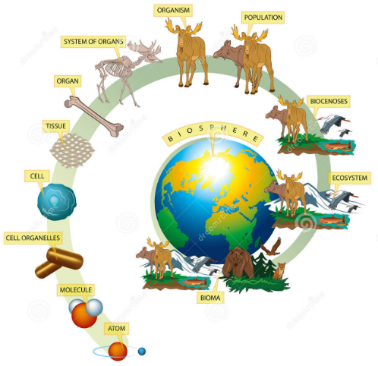 ORGANISM
POPULATION
SYSTEM OF ORGANS
ORGAN
BIOCENOSES
TISSUE
BIOSPHERE
CELL
ECOSYSTEM
CELL ORGANELLES
BIOMA
MOLECULE
ATOM